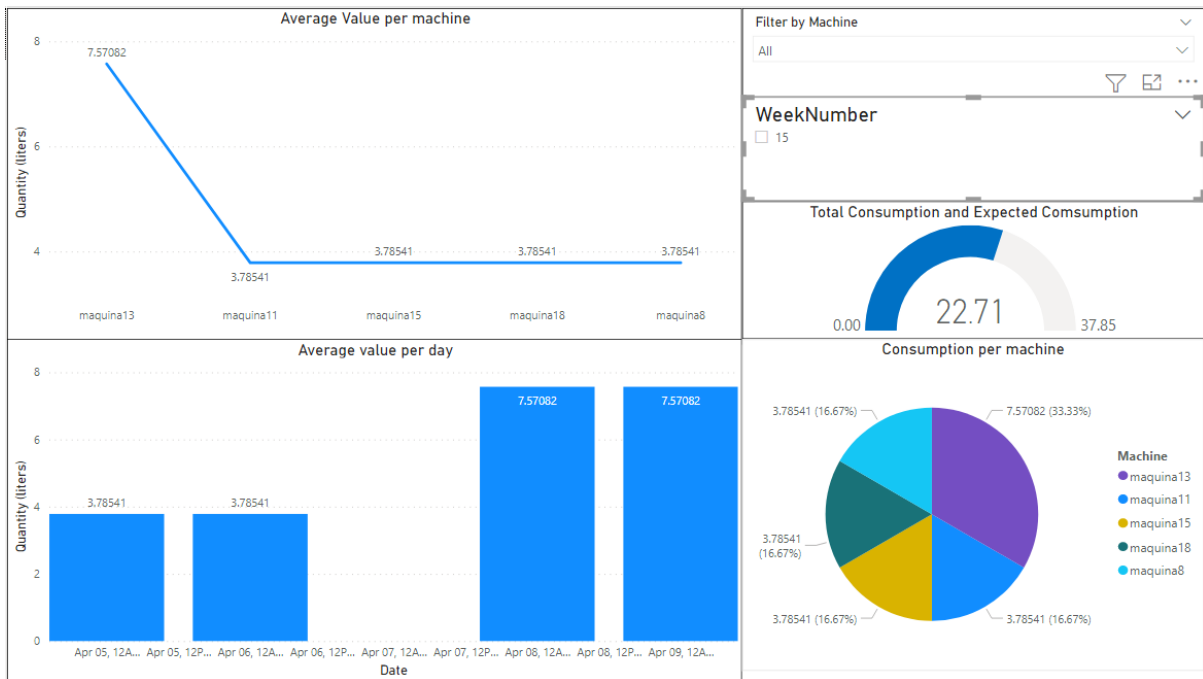 Average Value per machine
8
6
4
Quantity (liters)
7.57082
3.78541
3.78541
3.78541
3.78541
maquina13
maquina11
maquina15
maquina18
maquina8
Filter by Machine
All
WeekNumber
15
Total Consumption and Expected Comsumption
22.71
0.00
37.85
Average value per day
8
6
4
2
0
Quantity (liters)
3.78541
3.78541
7.57082
7.57082
Apr 05, 12A...
Apr 05, 12P...
Apr 06, 12A...
Apr 06, 12P...
Apr 07, 12A...
Apr 07, 12P...
Apr 08, 12A...
Apr 08, 12P...
Apr 09, 12A...
Date
Consumption per machine
3.78541 (16.67%)
7.57082 (33.33%)
3.78541
(16.67%)
3.78541 (16.67%)
3.78541 (16.67%)
Machine
maquina13
maquina11
maquina15
maquina18
maquina8